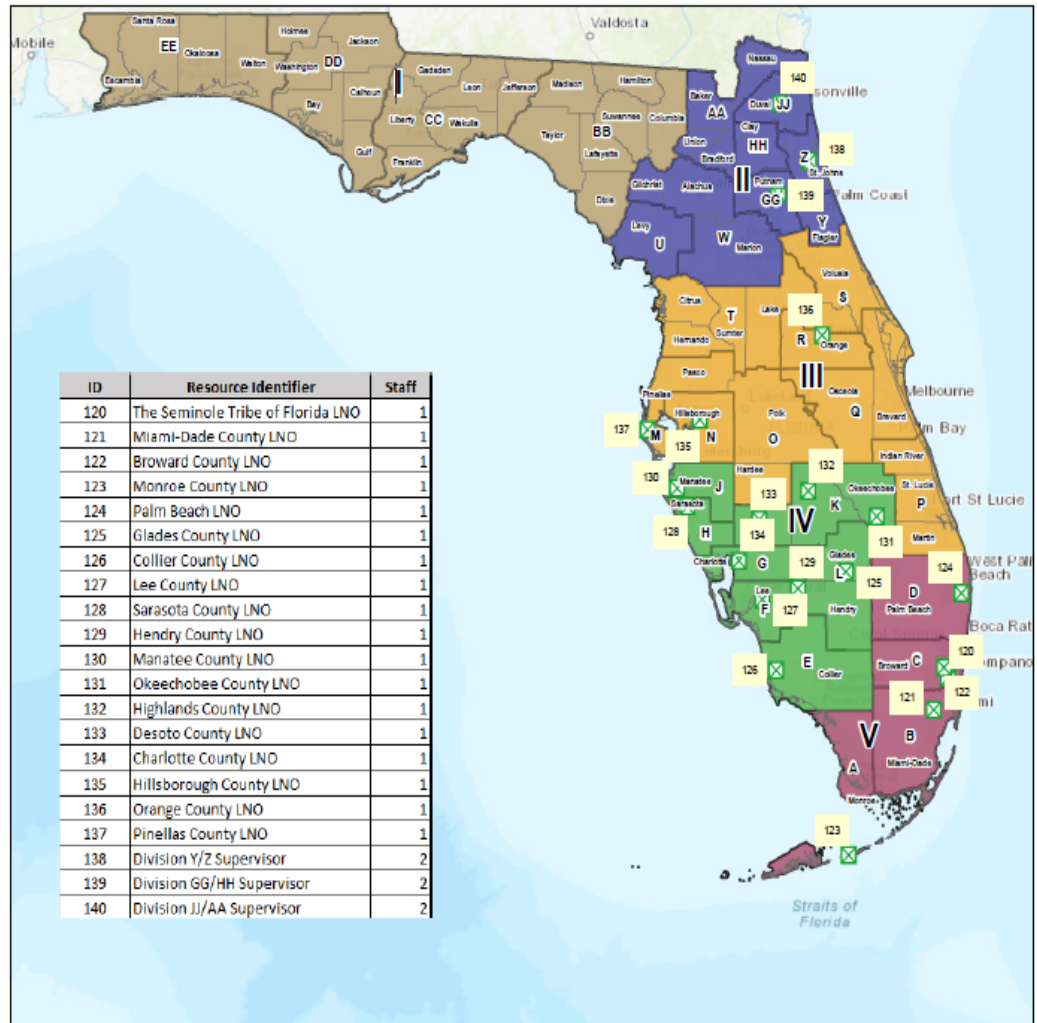 Valdosta
Mobile
Santa Rosa
EE
Okaloosa
Escambia
Walton
Holmes
Jackson
Washington
DD
Bay
Calhoun
Gulf
I
Gadsden
Leon
Jefferson
Liberty
CC
Wakulla
Franklin
Madison
Hamilton
Suwannee
Columbia
BB
Taylor
Lafayette
Dixie
Nassau
140
Baker
Duval
JJ
sonville
AA
Clay
HH
138
Union
Bradford
Z
St. Johns
II
Gilchrist
Alachua
Putnam
GG
139
Palm Coast
Levy
U
W
Marion
Y
Flagler
Volusia
S
Citrus
T
Lake
136
Sumter
R
Orange
Hernando
III
Pasco
Osceola
Melbourne
Pinellas
Q
Brevard
Palm Bay
Hillsborough
Polk
137
M
N
O
135
Indian River
132
130
Manatee
J
Hardee
133
Okeechobee
St. Lucie
ort St Lucie
Sarasota
K
P
128
H
134
IV
131
Martin
Charlotte
G
129
Glades
L
125
124
West Palm
Beach
D
Palm Beach
Lee
F
127
Hendry
Boca Rat
126
E
Collier
Broward
C
120
ompano
121
122
mi
V
B
Miami-Dade
A
Monroe
123
Straits of
Florida
ID Resource Identifier Staff
120 The Seminole Tribe of Florida LNO 1
121 Miami-Dade County LNO 1
122 Broward County LNO 1
123 Monroe County LNO 1
124 Palm Beach LNO 1
125 Glades County LNO 1
126 Collier County LNO 1
127 Lee County LNO 1
128 Sarasota County LNO 1
129 Hendry County LNO 1
130 Manatee County LNO 1
131 Okeechobee County LNO 1
132 Highlands County LNO 1
133 Desoto County LNO 1
134 Charlotte County LNO 1
135 Hillsborough County LNO 1
136 Orange County LNO 1
137 Pinellas County LNO 1
138 Division Y/Z Supervisor 2
139 Division GG/HH Supervisor 2
140 Division JJ/AA Supervisor 2